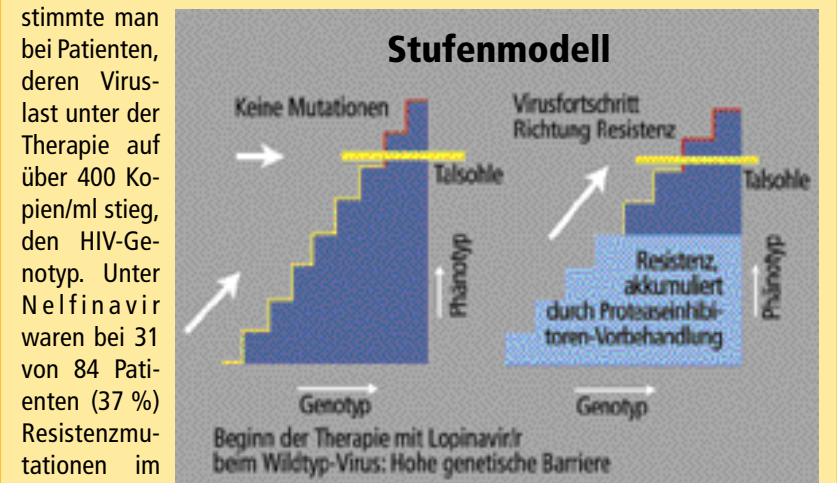 stimmte man
bei Patienten,
deren Virus-
last unter der
Therapie auf
über 400 Ko-
pien/ml stieg,
den HIV-Ge-
notyp. Unter
Nelfinavir
waren bei 31
von 84 Pati-
enten (37 %)
Resistenzmu-
tationen im
Stufenmodell
Keine Mutationen
Talsohle
Phänotyp
Genotyp
Virusfortschritt
Richtung Resistenz
Talsohle
Resistenz,
akkumuliert
durch Proteaseinhibi-
toren-Vorbehandlung
Phänotyp
Genotyp
Beginn der Therapie mit Lopinavir/r
beim Wildtyp-Virus: Hohe genetische Barriere